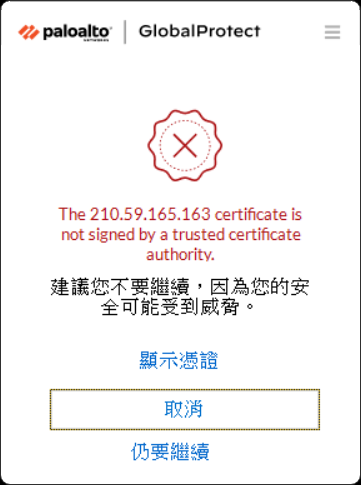 paloalto NETWORKS GlobalProtect
The 210.59.165.163 certificate is
not signed by a trusted certificate
authority.
建議您不要繼續，因為您的安
全可能受到威脅。
顯示憑證
取消
仍要繼續